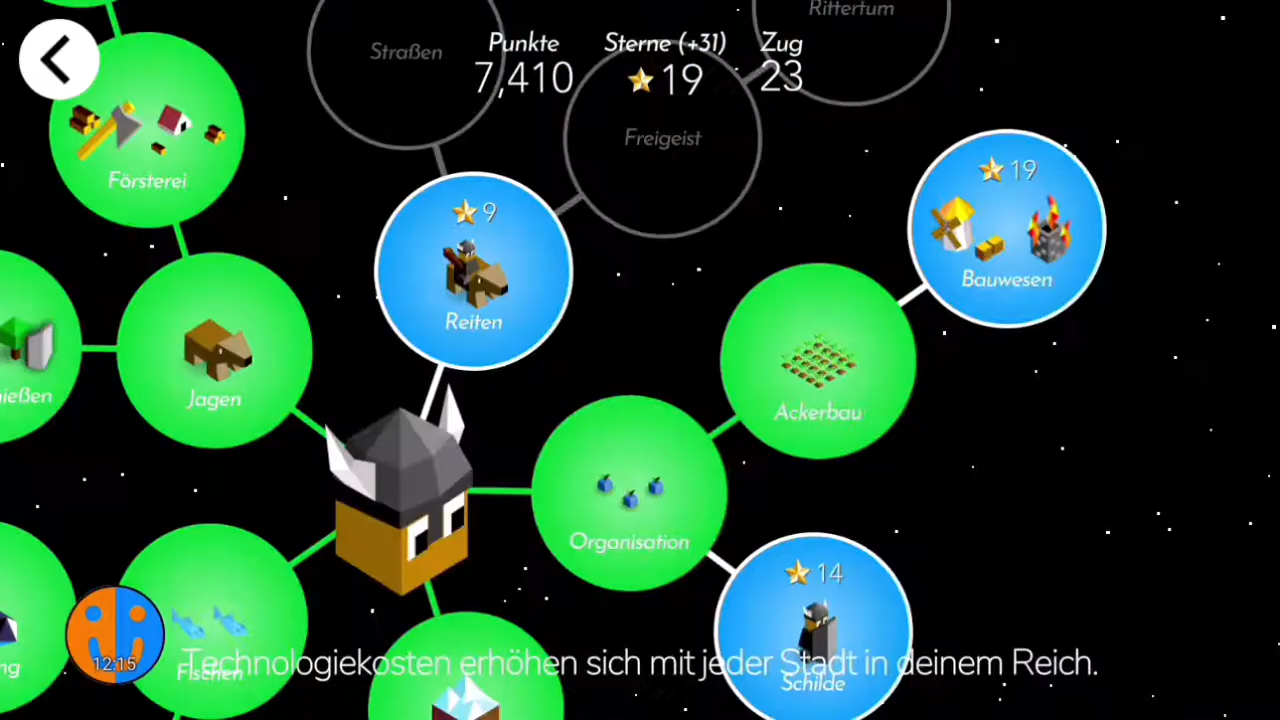 Straßen
Rittertum
Punkte
7,410
Sterne (+31)
19
Zug
23
Freigeist
Försterei
9
Reiten
19
Bauwesen
Jagen
ießen
Ackerbau
Organisation
14
Schilde
Fischen
ng
12:15
Technologiekosten erhöhen sich mit jeder Stadt in deinem Reich.